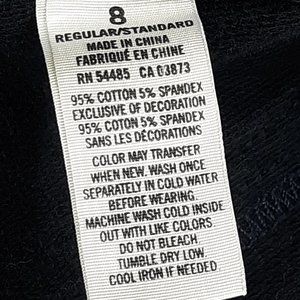 8
REGULAR/STANDARD
MADE IN CHINA
FABRIQUÉ EN CHINE
RN 54485 CA 03873
95% COTTON 5% SPANDEX
EXCLUSIVE OF DECORATION
95% COTTON 5% SPANDEX
SANS LES DÉCORATIONS
COLOR MAY TRANSFER
WHEN NEW. WASH ONCE
SEPARATELY IN COLD WATER
BEFORE WEARING.
MACHINE WASH COLD INSIDE
OUT WITH LIKE COLORS
DO NOT BLEACH.
TUMBLE DRY LOW
COOL IRON IF NEEDED.